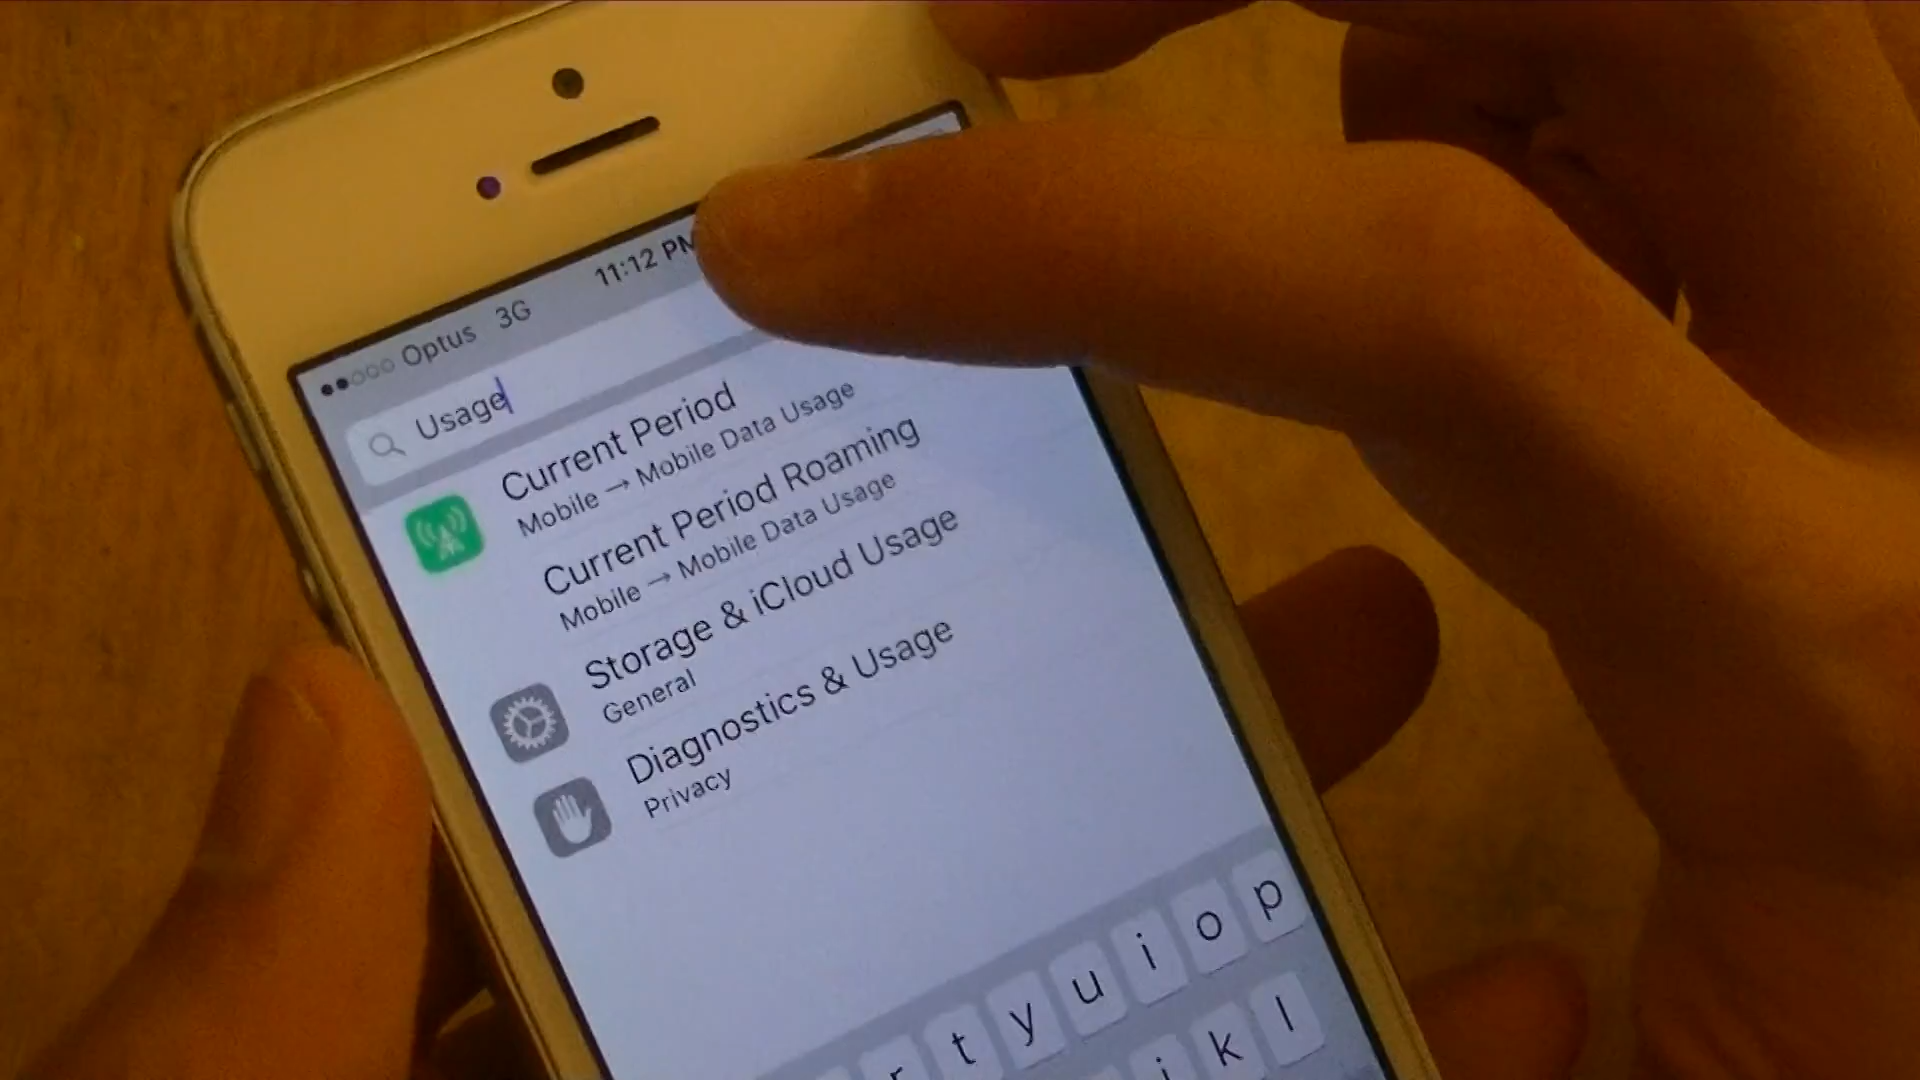 Optus 3G 11:12 PM
Usage
Current Period
Mobile → Mobile Data Usage
Current Period Roaming
Mobile → Mobile Data Usage
Storage & iCloud Usage
General
Diagnostics & Usage
Privacy
r t y u i o p
j k l